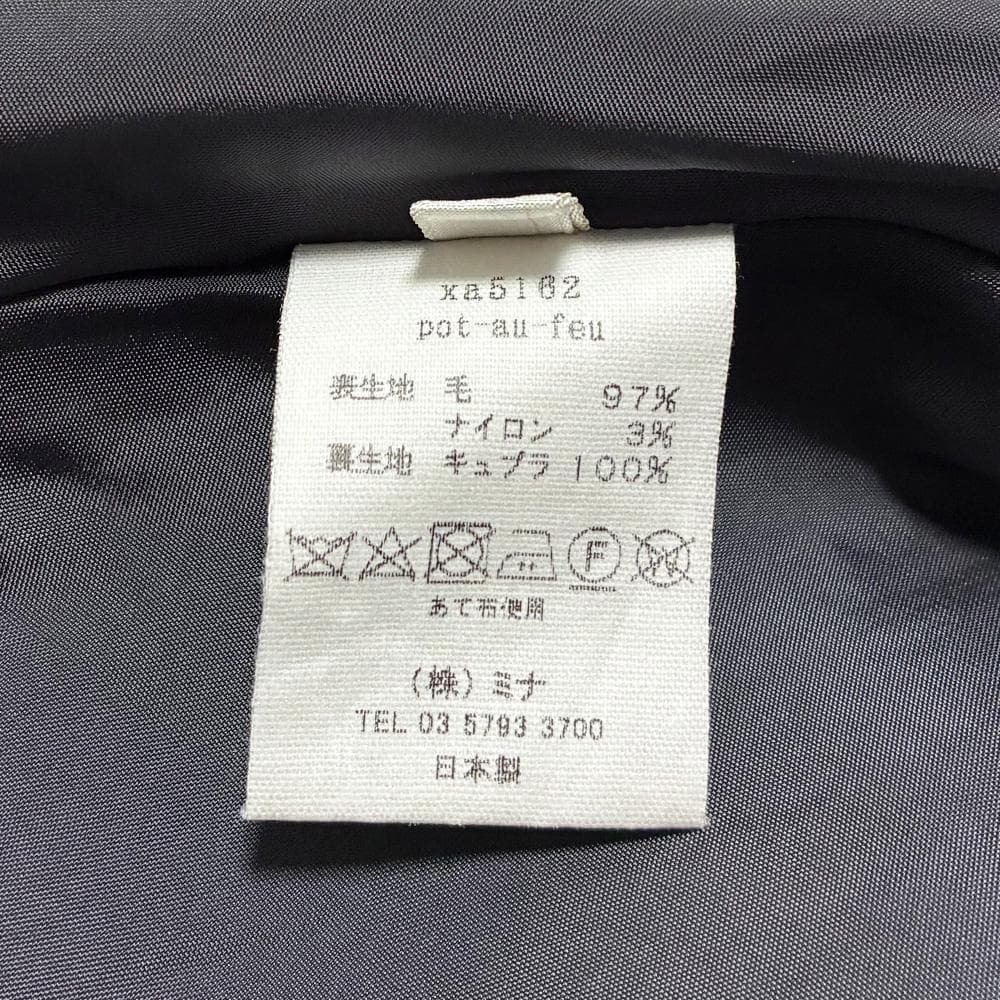 xa5162
pot-au-feu
表生地 毛 97%
ナイロン 3%
裏生地 キュプラ 100%
F W
あて布使用
(株)ミナ
TEL 03 5793 3700
日本製